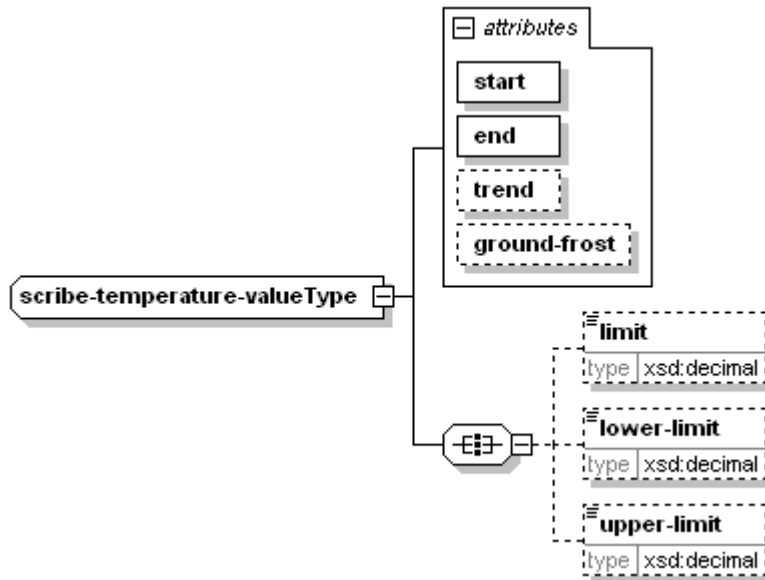 attributes
start
end
trend
ground-frost
scribe-temperature-valueType
limit
type xsd:decimal
lower-limit
type xsd:decimal
upper-limit
type xsd:decimal